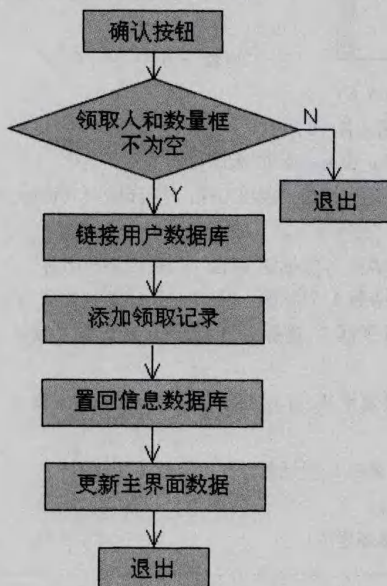 确认按钮
领取人和数量框
不为空
N
Y
退出
链接用户数据库
添加领取记录
置回信息数据库
更新主界面数据
退出